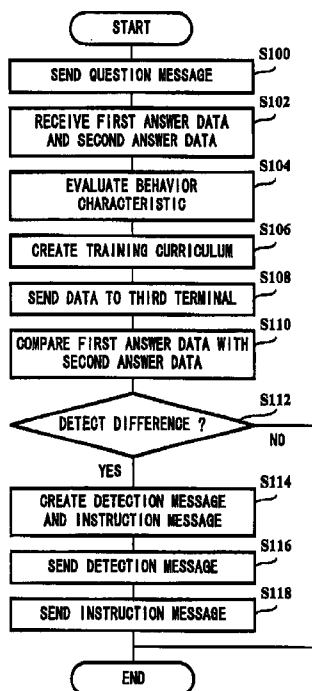 START
S100
SEND QUESTION MESSAGE
S102
RECEIVE FIRST ANSWER DATA
AND SECOND ANSWER DATA
S104
EVALUATE BEHAVIOR
CHARACTERISTIC
S106
CREATE TRAINING CURRICULUM
S108
SEND DATA TO THIRD TERMINAL
S110
COMPARE FIRST ANSWER DATA WITH
SECOND ANSWER DATA
S112
DETECT DIFFERENCE ?
NO
YES
S114
CREATE DETECTION MESSAGE
AND INSTRUCTION MESSAGE
S116
SEND DETECTION MESSAGE
S118
SEND INSTRUCTION MESSAGE
END